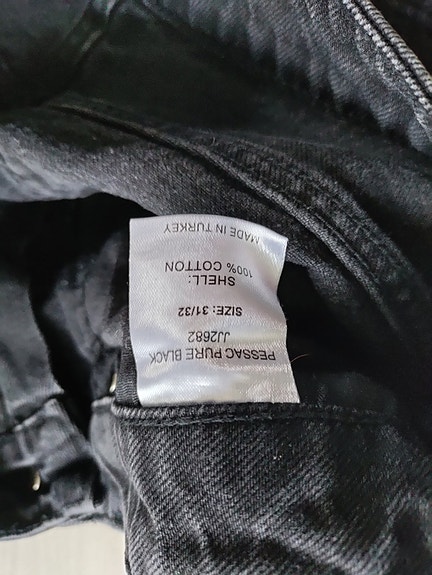 PESSAC PURE BLACK
JJ2682
SIZE: 31/32
SHELL:
100% COTTON
MADE IN TURKEY